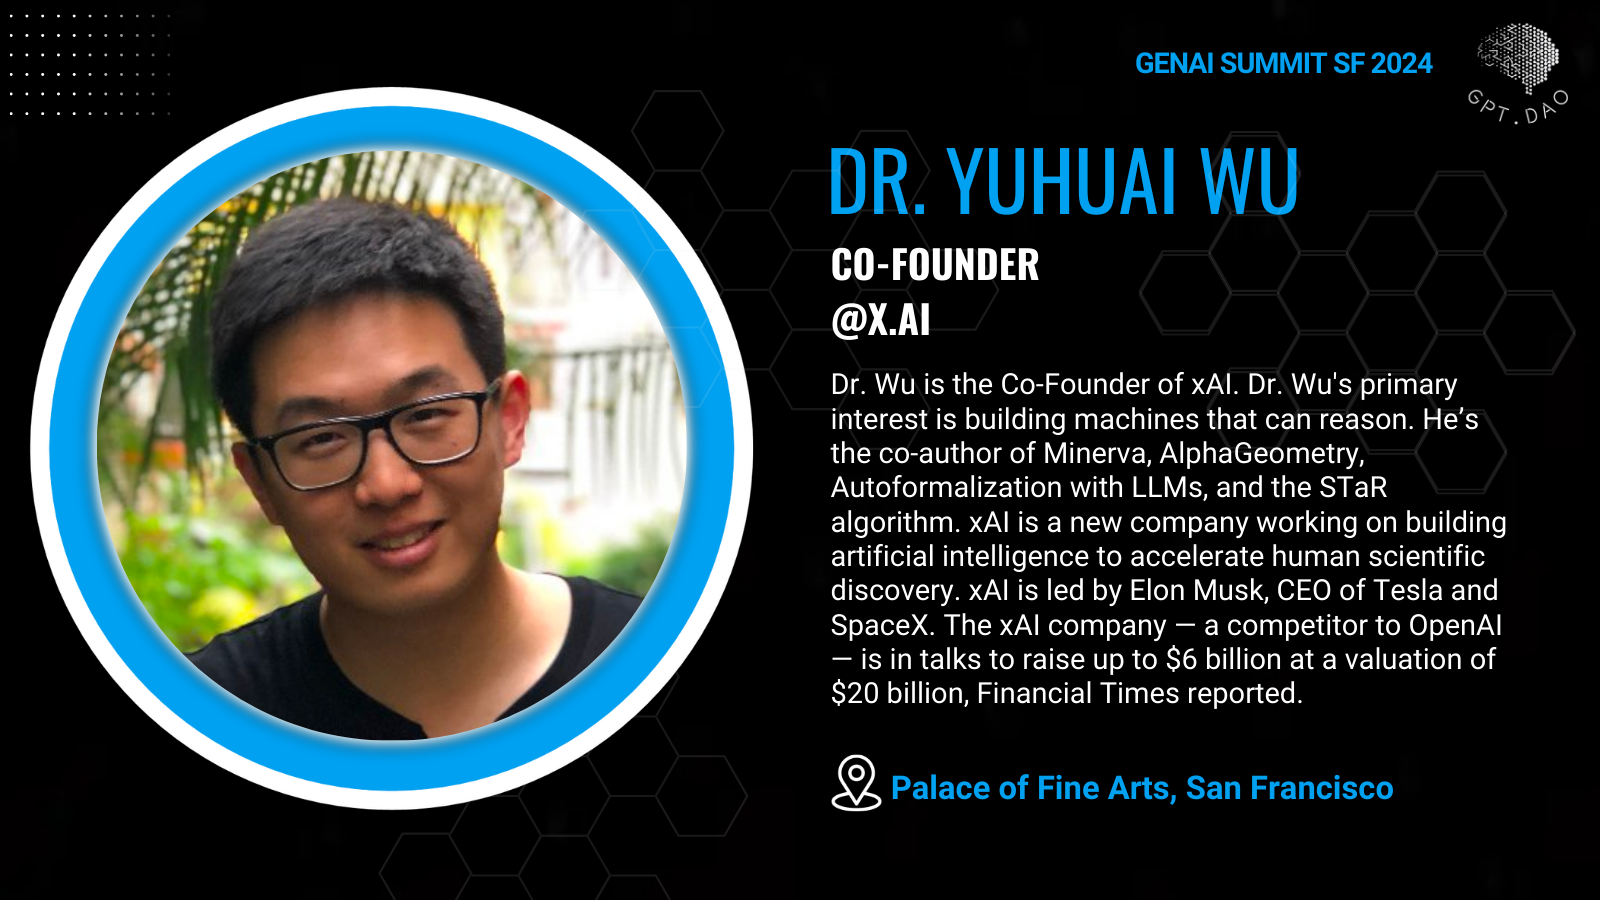 GENAI SUMMIT SF 2024
GPT.DAO
DR. YUHUAI WU
CO-FOUNDER
@X.AI
Dr. Wu is the Co-Founder of xAI. Dr. Wu's primary
interest is building machines that can reason. He’s
the co-author of Minerva, AlphaGeometry,
Autoformalization with LLMs, and the STaR
algorithm. xAI is a new company working on building
artificial intelligence to accelerate human scientific
discovery. xAI is led by Elon Musk, CEO of Tesla and
SpaceX. The xAI company — a competitor to OpenAI
— is in talks to raise up to $6 billion at a valuation of
$20 billion, Financial Times reported.
Palace of Fine Arts, San Francisco